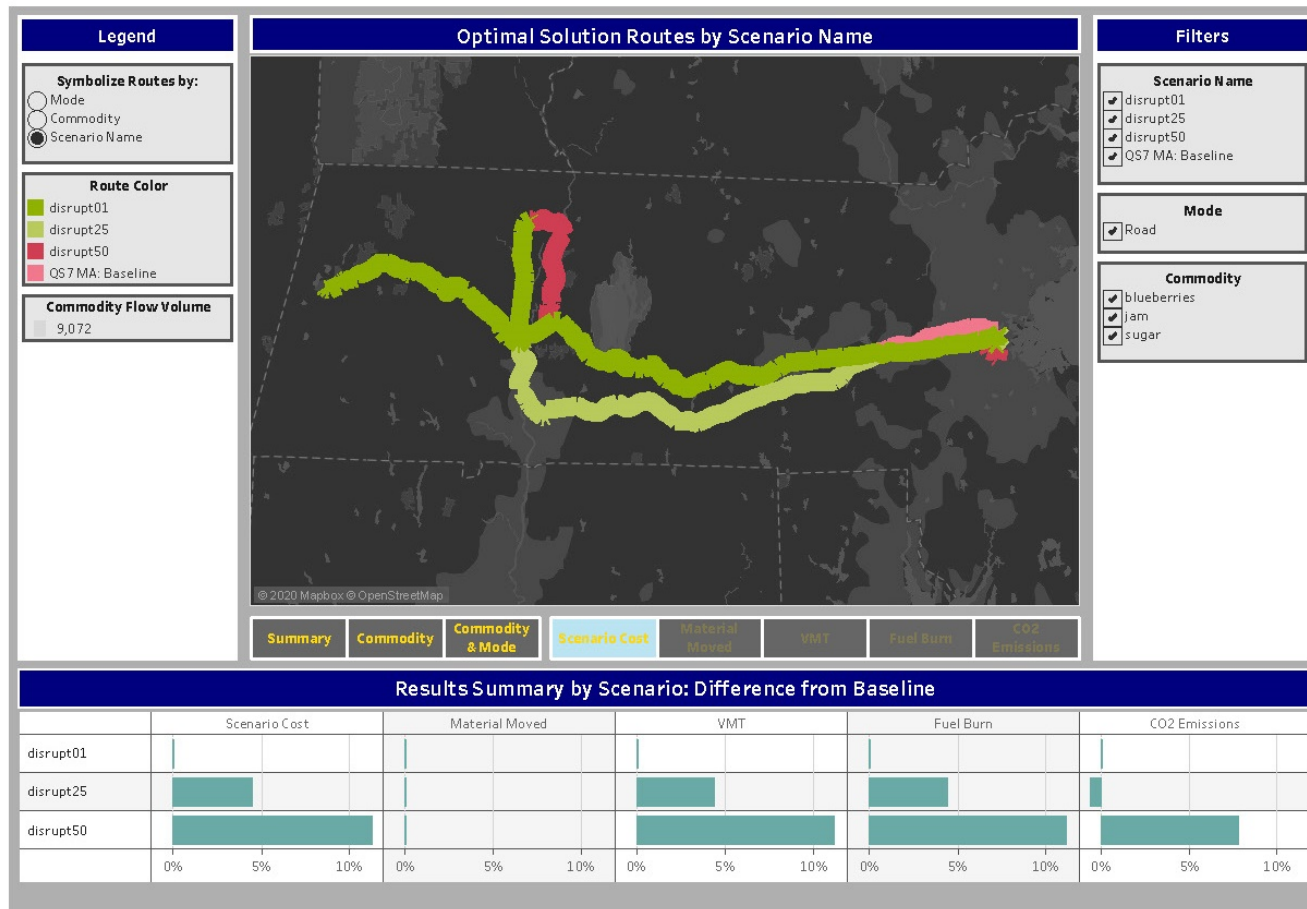 Legend
Optimal Solution Routes by Scenario Name
Filters
Symbolize Routes by:
Mode
Commodity
Scenario Name
Route Color
disrupt01
disrupt25
disrupt50
QS7 MA: Baseline
Commodity Flow Volume
9,072
Scenario Name
disrupt01
disrupt25
disrupt50
QS7 MA: Baseline
Mode
Road
Commodity
blueberries
jam
sugar
© 2020 Mapbox © OpenStreetMap
Summary
Commodity
Commodity
& Mode
Scenario Cost
Material
Moved
VMT
Fuel Burn
CO2
Emissions
Results Summary by Scenario: Difference from Baseline
Scenario Cost Material Moved VMT Fuel Burn CO2 Emissions
disrupt01
disrupt25
disrupt50
0% 5% 10% 0% 5% 10% 0% 5% 10% 0% 5% 10% 0% 5% 10%